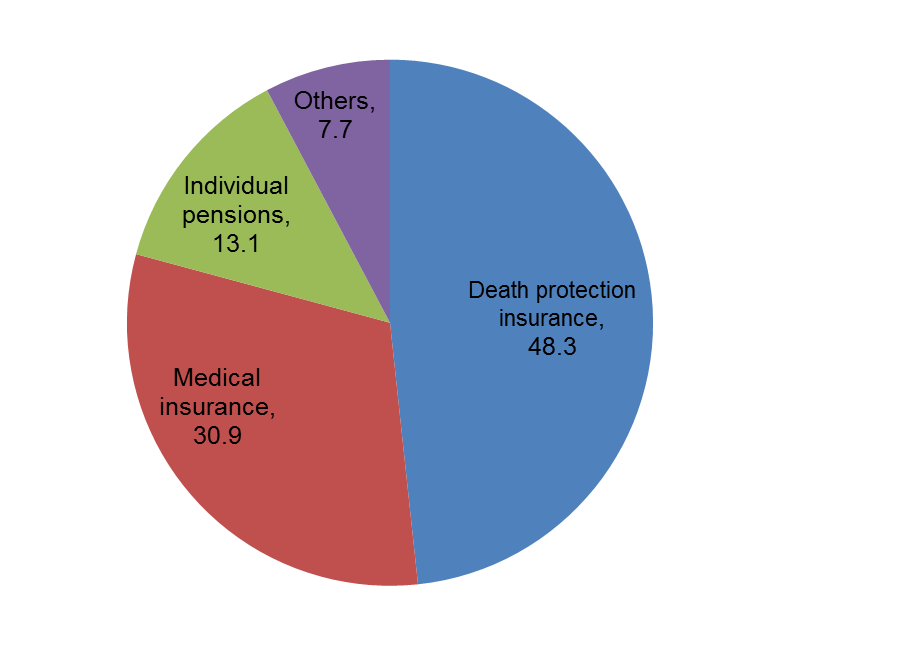 Others,
7.7
Individual
pensions,
13.1
Death protection
insurance,
48.3
Medical
insurance,
30.9